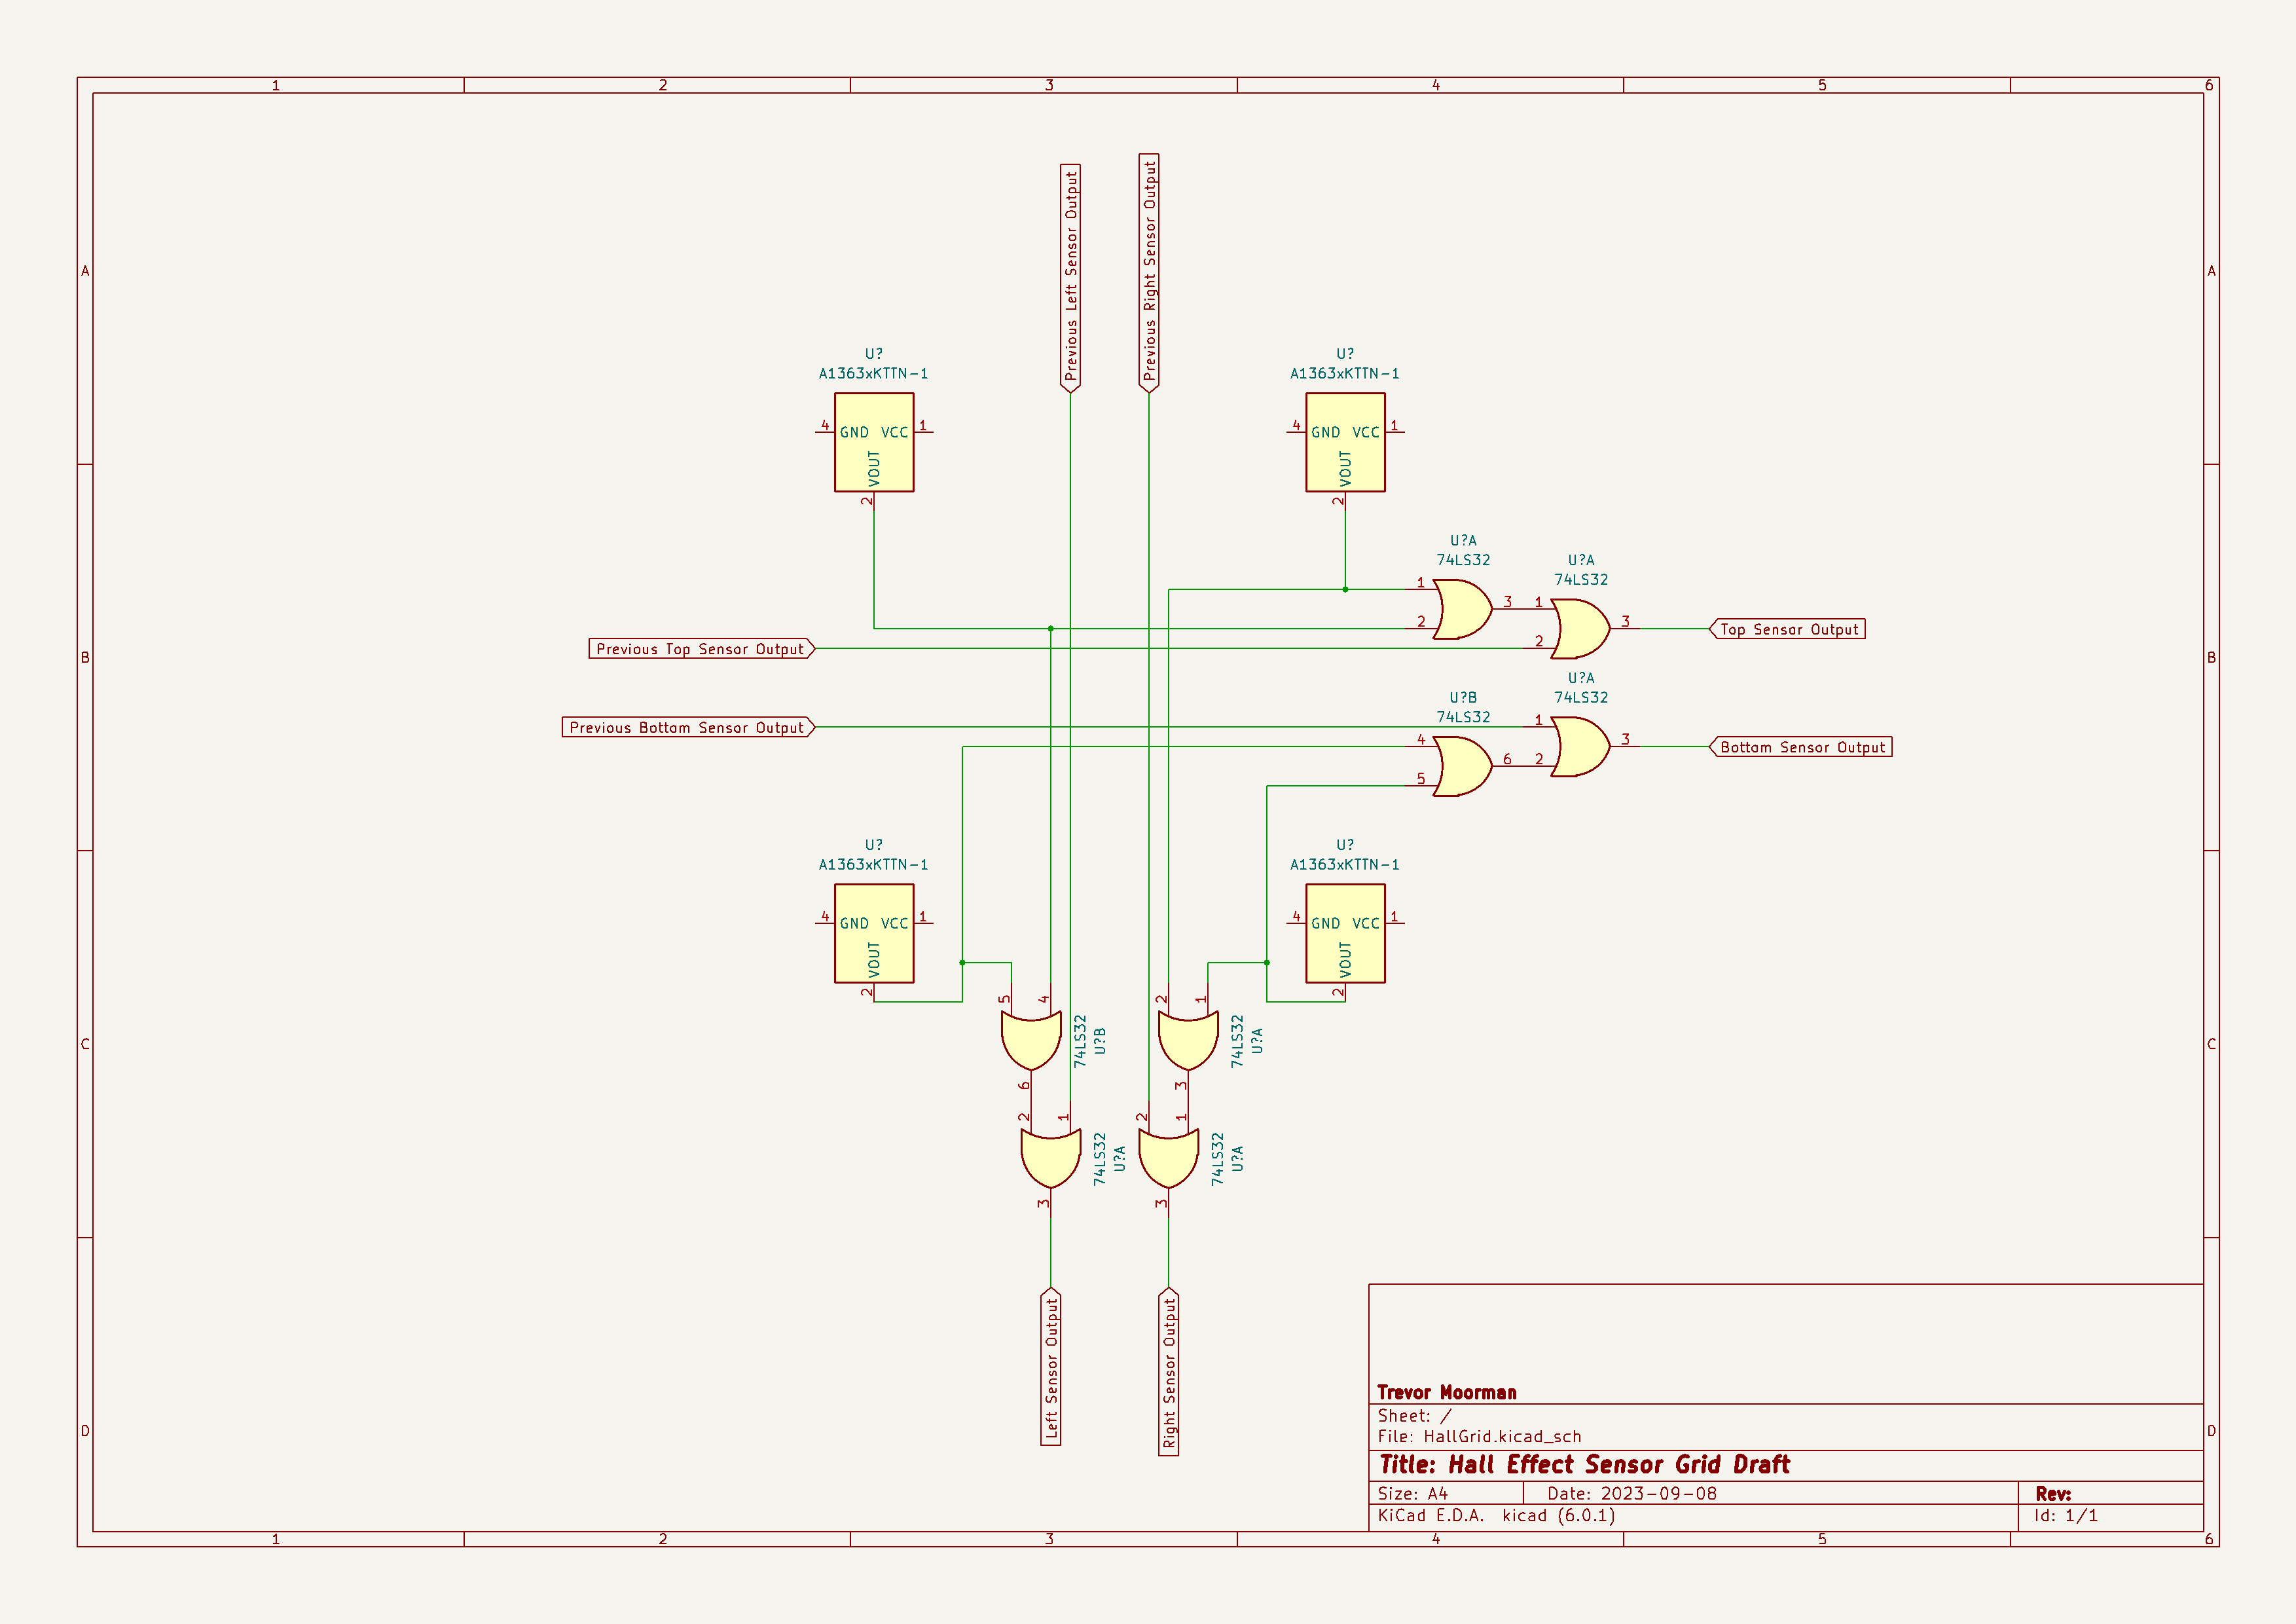 1 2 3 4 5 6
A A
B B
C C
D D
1 2 3 4 5 6
Previous Left Sensor Output
Previous Right Sensor Output
U?
A1363xKTTN-1
4 GND VCC 1
VOUT
2
U?
A1363xKTTN-1
4 GND VCC 1
VOUT
2
U?A
74LS32
1
2
3
U?A
74LS32
1
2
3
Top Sensor Output
Previous Top Sensor Output
Previous Bottom Sensor Output
U?B
74LS32
4
5
6
U?A
74LS32
1
2
3
Bottom Sensor Output
U?
A1363xKTTN-1
4 GND VCC 1
VOUT
2
U?
A1363xKTTN-1
4 GND VCC 1
VOUT
2
5 4
74LS32
U?B
6
2 1
74LS32
U?A
3
2 1
74LS32
U?A
3
2 1
74LS32
U?A
3
Left Sensor Output
Right Sensor Output
Trevor Moorman
Sheet: /
File: HallGrid.kicad_sch
Title: Hall Effect Sensor Grid Draft
Size: A4 Date: 2023-09-08 Rev:
KiCad E.D.A. kicad (6.0.1) Id: 1/1